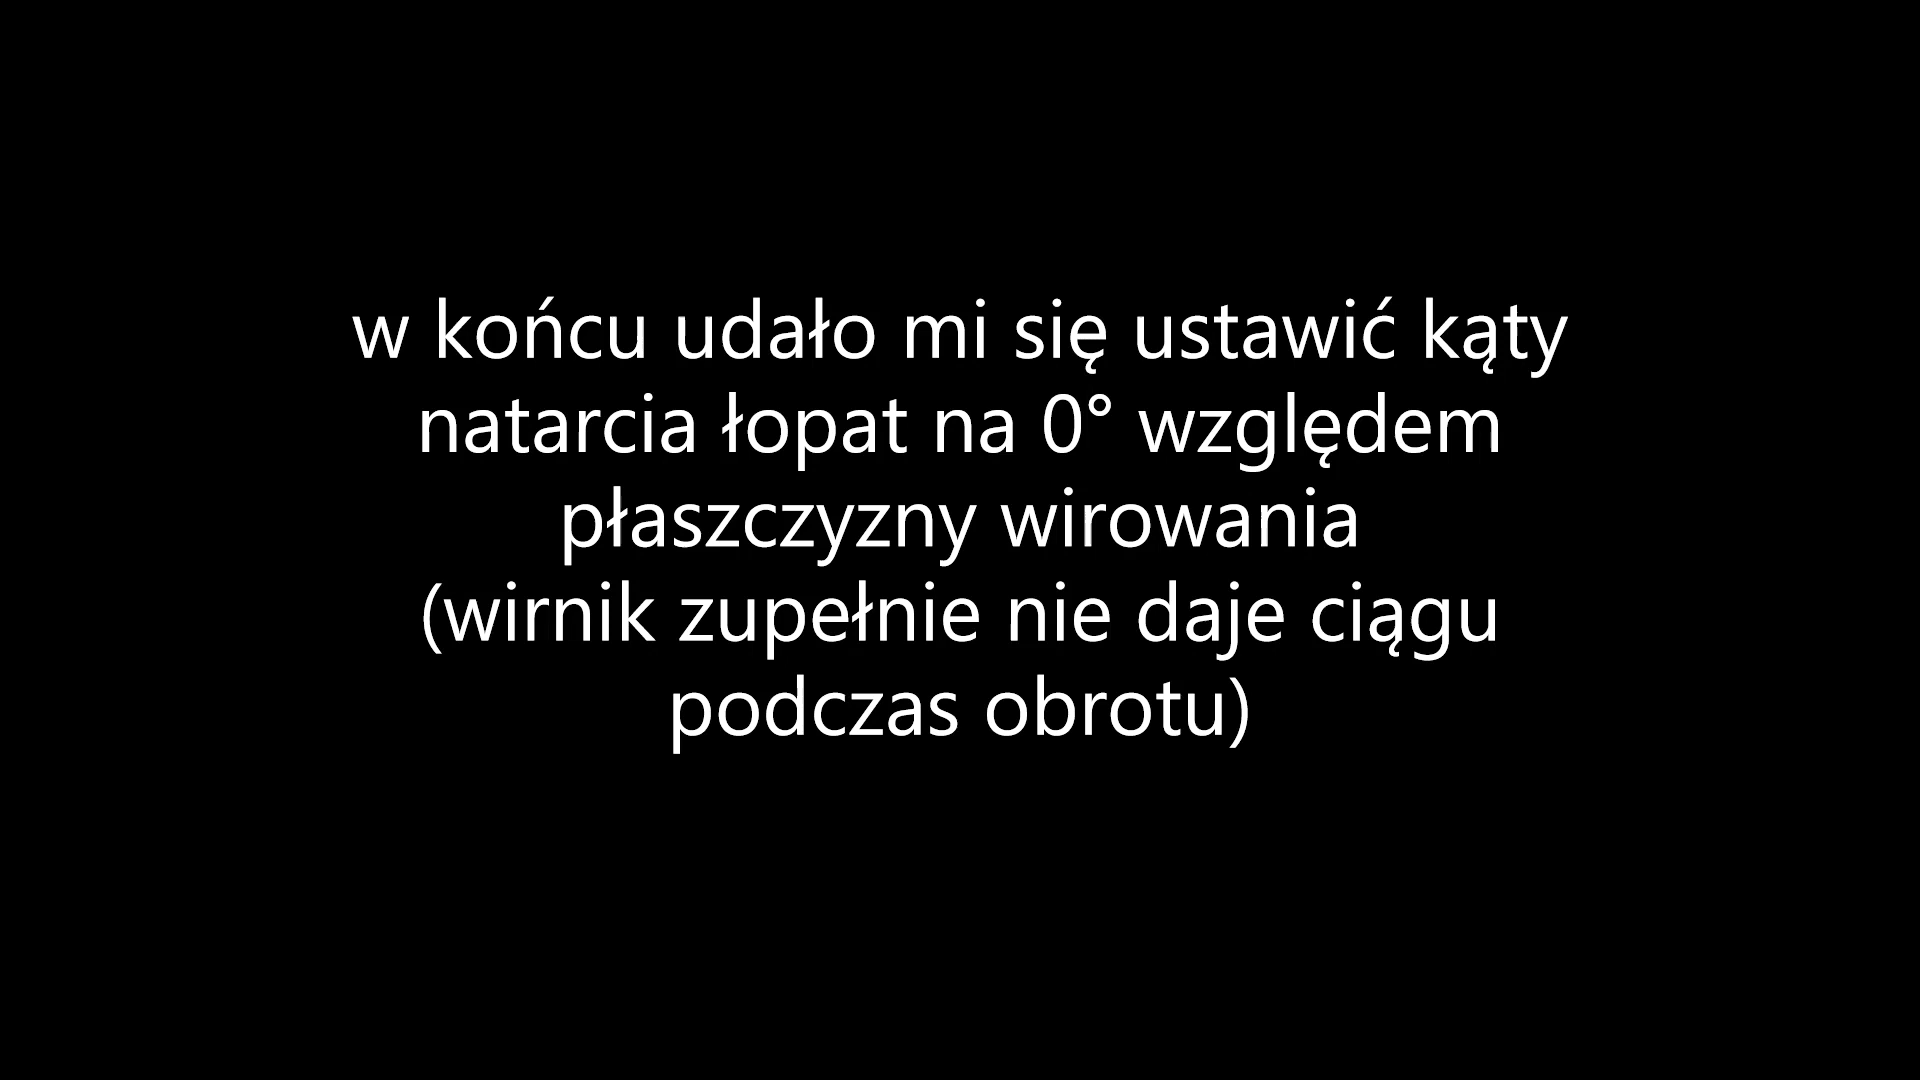 w końcu udało mi się ustawić kąty
natarcia łopat na 0° względem
płaszczyzny wirowania
(wirnik zupełnie nie daje ciągu
podczas obrotu)